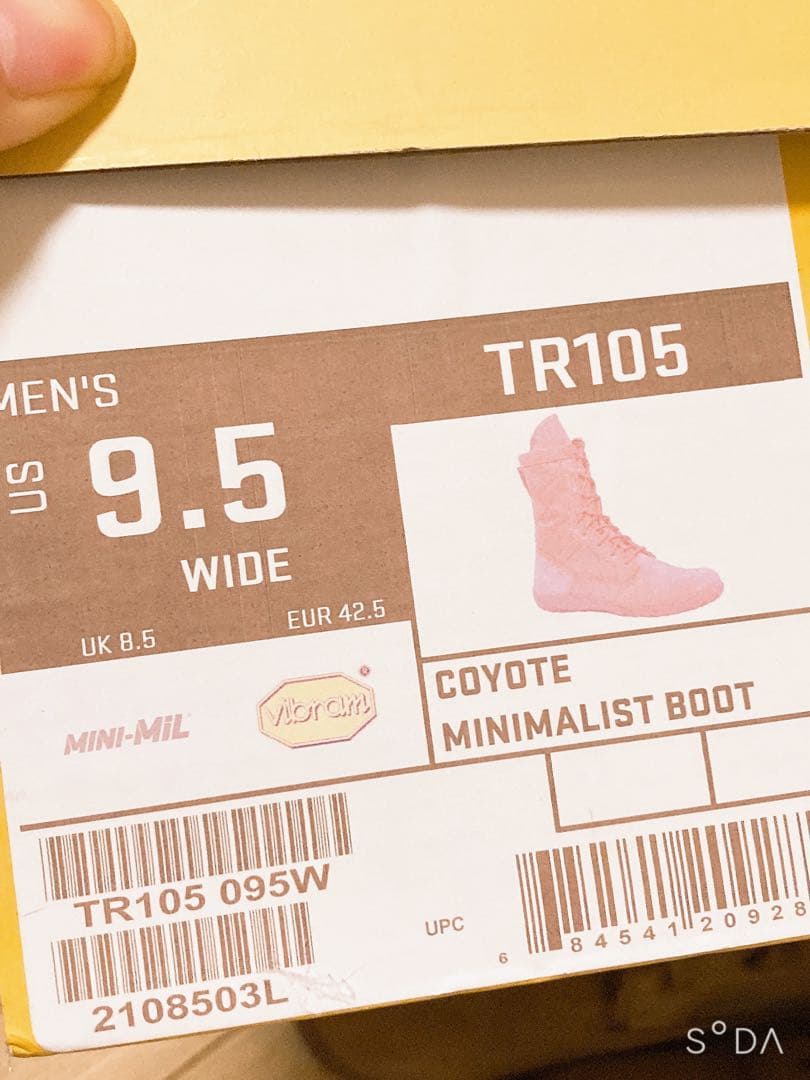 TR105
MEN'S
US
9.5
WIDE
UK 8.5
EUR 42.5
MINI-MiL
vibram®
COYOTE
MINIMALIST BOOT
TR105 095W
2108503L
UPC
6 84541 20928
SODA